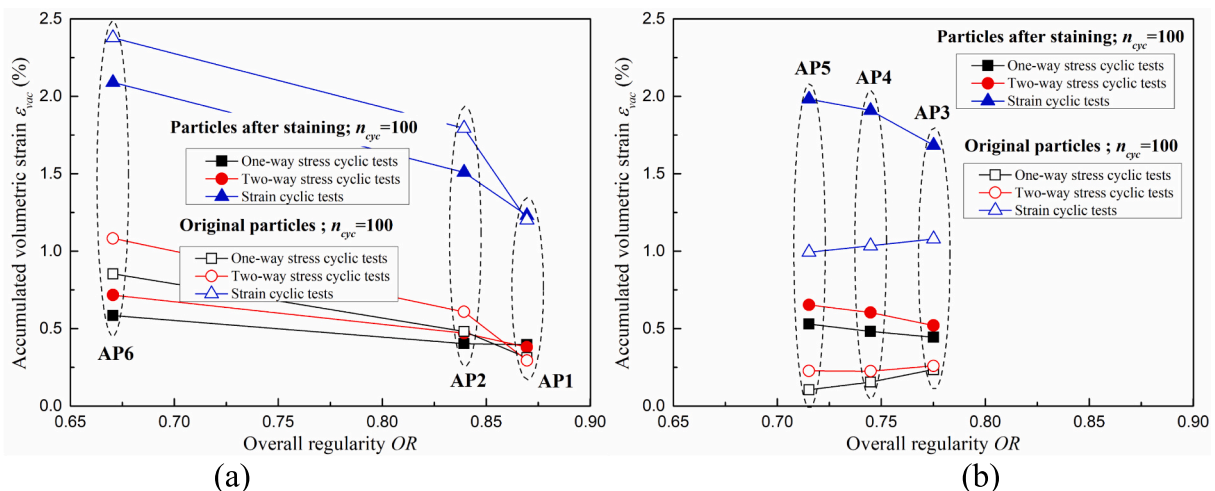 (a)
Accumulated volumetric strain ε_vac (%)
2.5
2.0
1.5
1.0
0.5
0.0
Particles after staining; n_cyc=100
One-way stress cyclic tests
Two-way stress cyclic tests
Strain cyclic tests
Original particles ; n_cyc=100
One-way stress cyclic tests
Two-way stress cyclic tests
Strain cyclic tests
AP6
AP2
AP1
0.65 0.70 0.75 0.80 0.85 0.90
Overall regularity OR
(a)
(b)
Accumulated volumetric strain ε_vac (%)
2.5
2.0
1.5
1.0
0.5
0.0
Particles after staining; n_cyc=100
One-way stress cyclic tests
Two-way stress cyclic tests
Strain cyclic tests
AP5
AP4
AP3
Original particles ; n_cyc=100
One-way stress cyclic tests
Two-way stress cyclic tests
Strain cyclic tests
0.65 0.70 0.75 0.80 0.85 0.90
Overall regularity OR
(b)